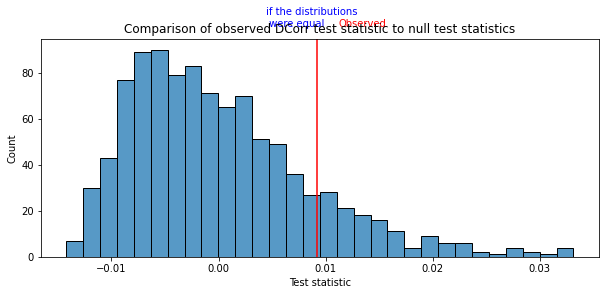 if the distributions
were equal
Observed
Comparison of observed DCorr test statistic to null test statistics
Count
80
60
40
20
0
−0.01
0.00
0.01
0.02
0.03
Test statistic